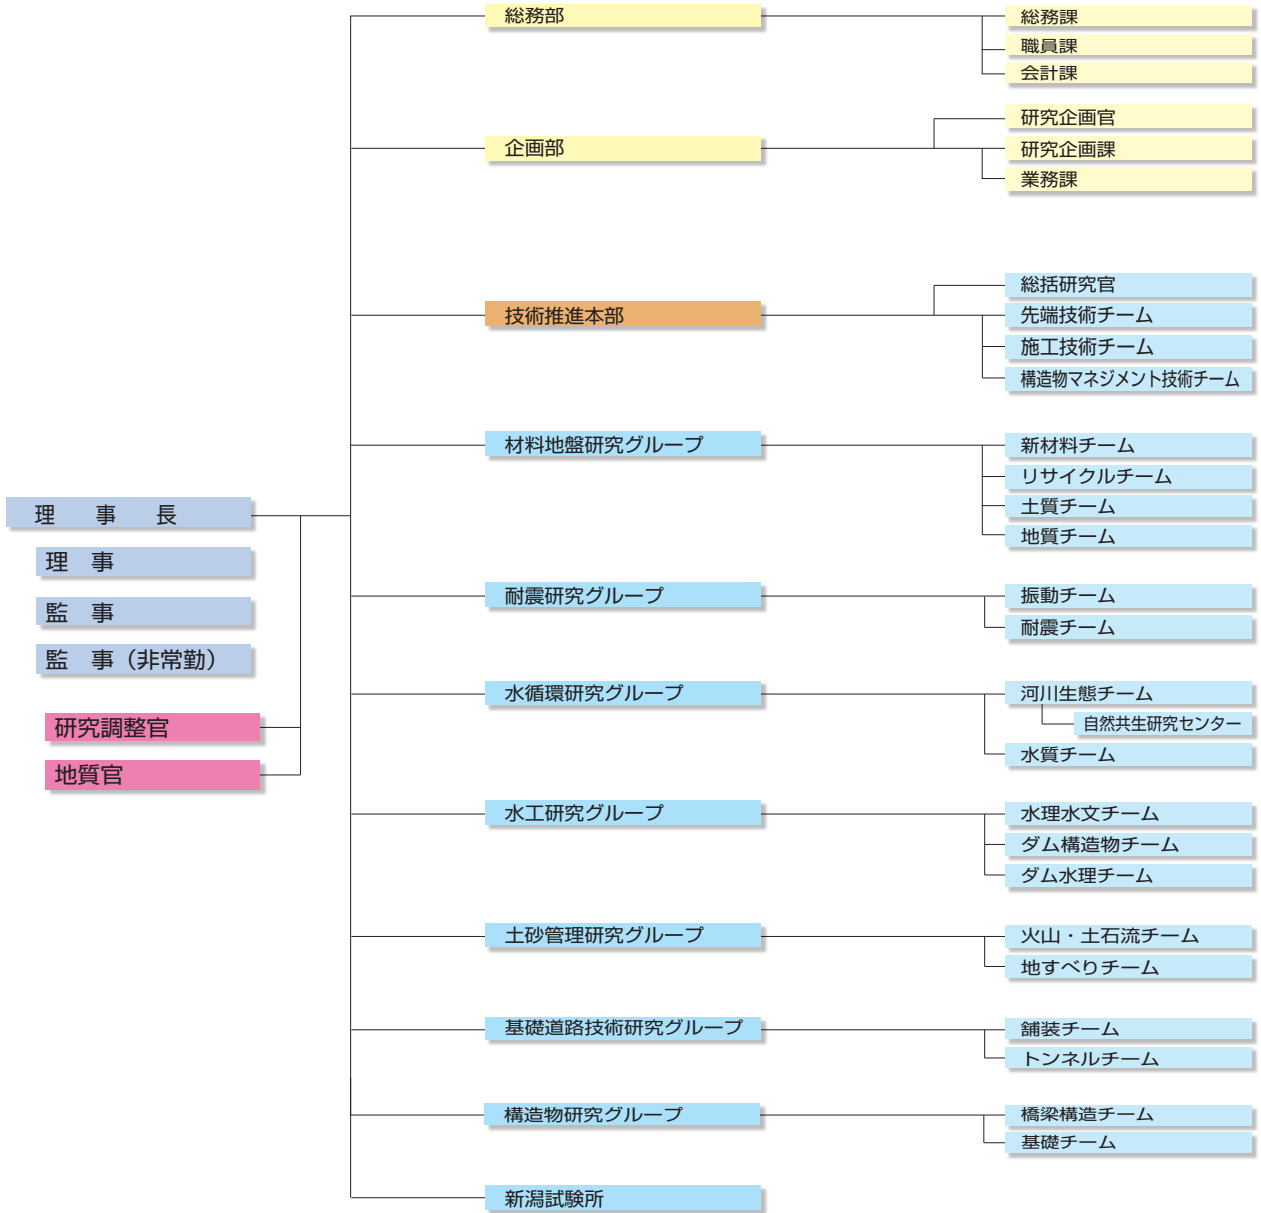 理　事　長
理　事
監　事
監　事（非常勤）
研究調整官
地質官
総務部
総務課
職員課
会計課
企画部
研究企画官
研究企画課
業務課
技術推進本部
総括研究官
先端技術チーム
施工技術チーム
構造物マネジメント技術チーム
材料地盤研究グループ
新材料チーム
リサイクルチーム
土質チーム
地質チーム
耐震研究グループ
振動チーム
耐震チーム
水循環研究グループ
河川生態チーム
自然共生研究センター
水質チーム
水工研究グループ
水理水文チーム
ダム構造物チーム
ダム水理チーム
土砂管理研究グループ
火山・土石流チーム
地すべりチーム
基礎道路技術研究グループ
舗装チーム
トンネルチーム
構造物研究グループ
橋梁構造チーム
基礎チーム
新潟試験所